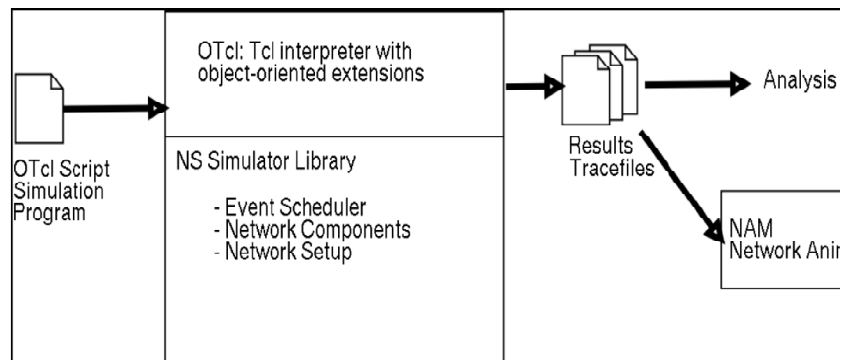 OTcl: Tcl interpreter with
object-oriented extensions
OTcl Script
Simulation
Program
NS Simulator Library
- Event Scheduler
- Network Components
- Network Setup
Results
Tracefiles
Analysis
NAM
Network